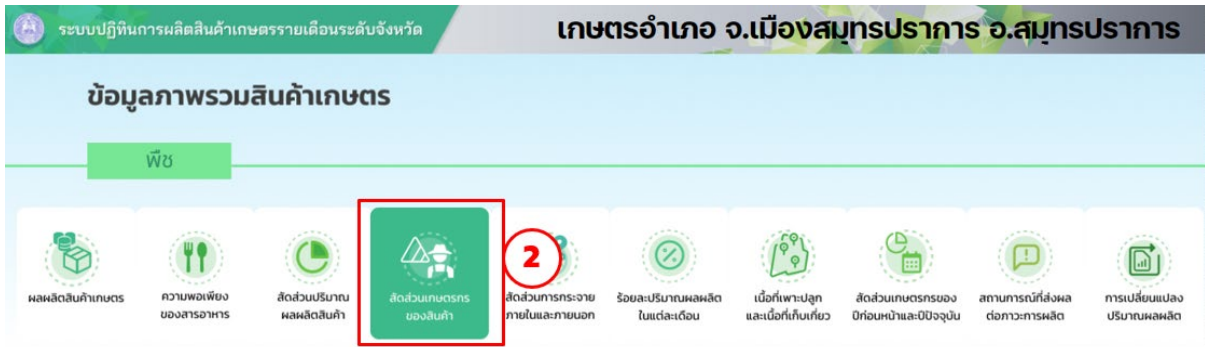 ระบบปฏิทินการผลิตสินค้าเกษตรรายเดือนระดับจังหวัด
เกษตรอำเภอ จ.เมืองสมุทรปราการ อ.สมุทรปราการ
ข้อมูลภาพรวมสินค้าเกษตร
พืช
2
ผลผลิตสินค้าเกษตร
ความพอเพียง
ของสารอาหาร
สัดส่วนปริมาณ
ผลผลิตสินค้า
สัดส่วนเกษตรกร
ของสินค้า
สัดส่วนการกระจาย
ภายในและภายนอก
ร้อยละปริมาณผลผลิต
ในแต่ละเดือน
เนื้อที่เพาะปลูก
และเนื้อที่เก็บเกี่ยว
สัดส่วนเกษตรกรของ
ปีก่อนหน้าและปีปัจจุบัน
สถานการณ์ที่ส่งผล
ต่อภาวะการผลิต
การเปลี่ยนแปลง
ปริมาณผลผลิต